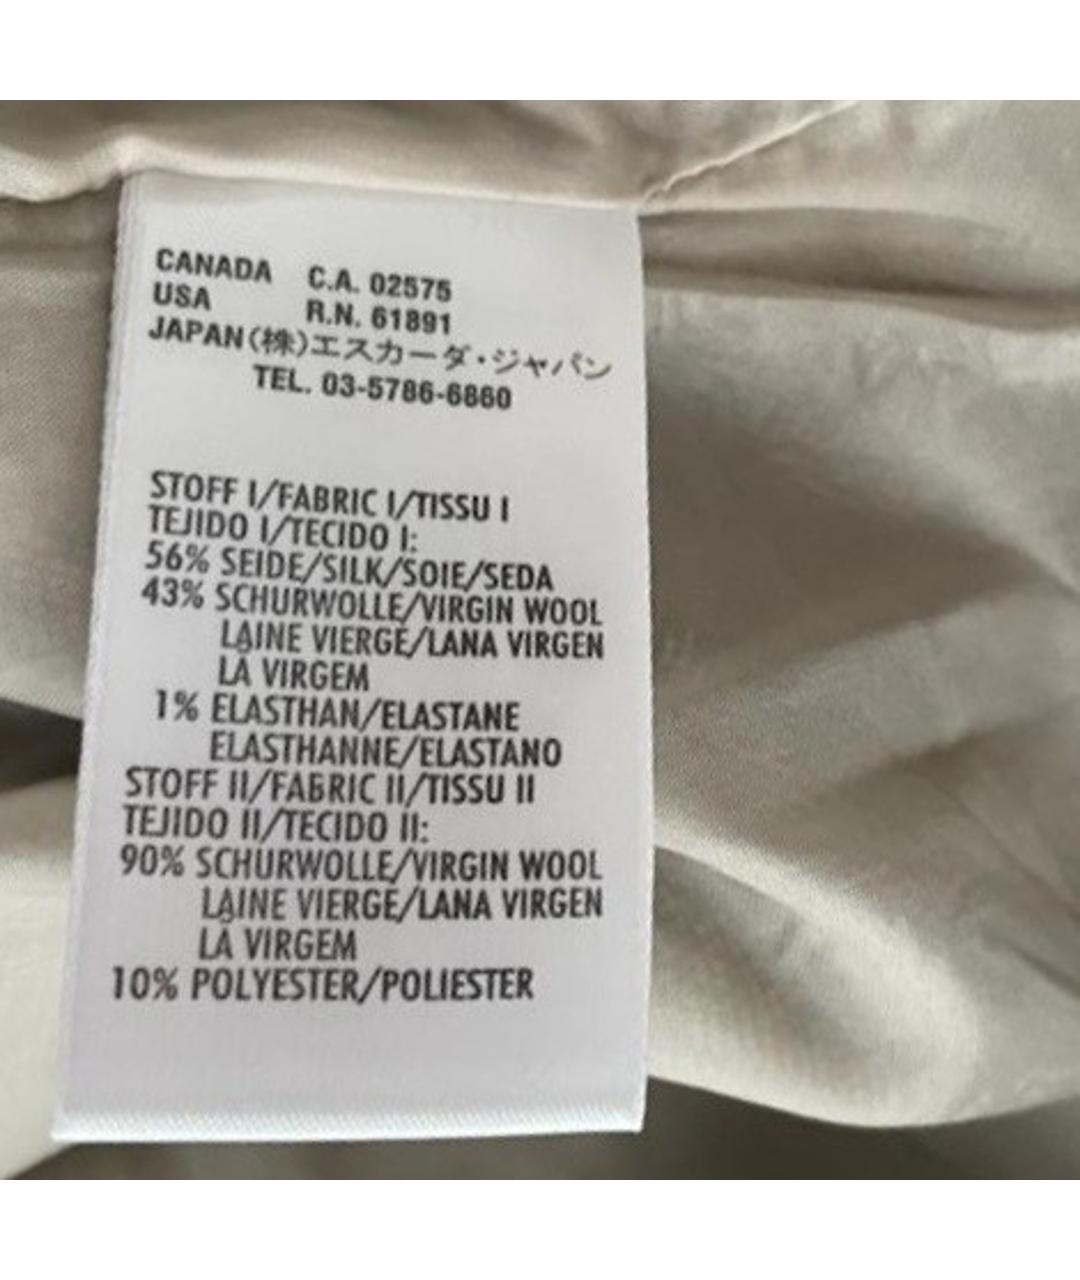 CANADA C.A. 02575
USA R.N. 61891
JAPAN(株)エスカーダ・ジャパン
TEL. 03-5786-6860
STOFF I/FABRIC I/TISSU I
TEJIDO I/TECIDO I:
56% SEIDE/SILK/SOIE/SEDA
43% SCHURWOLLE/VIRGIN WOOL
LAINE VIERGE/LANA VIRGEN
LÃ VIRGEM
1% ELASTHAN/ELASTANE
ELASTHANNE/ELASTANO
STOFF II/FABRIC II/TISSU II
TEJIDO II/TECIDO II:
90% SCHURWOLLE/VIRGIN WOOL
LAINE VIERGE/LANA VIRGEN
LÃ VIRGEM
10% POLYESTER/POLIESTER